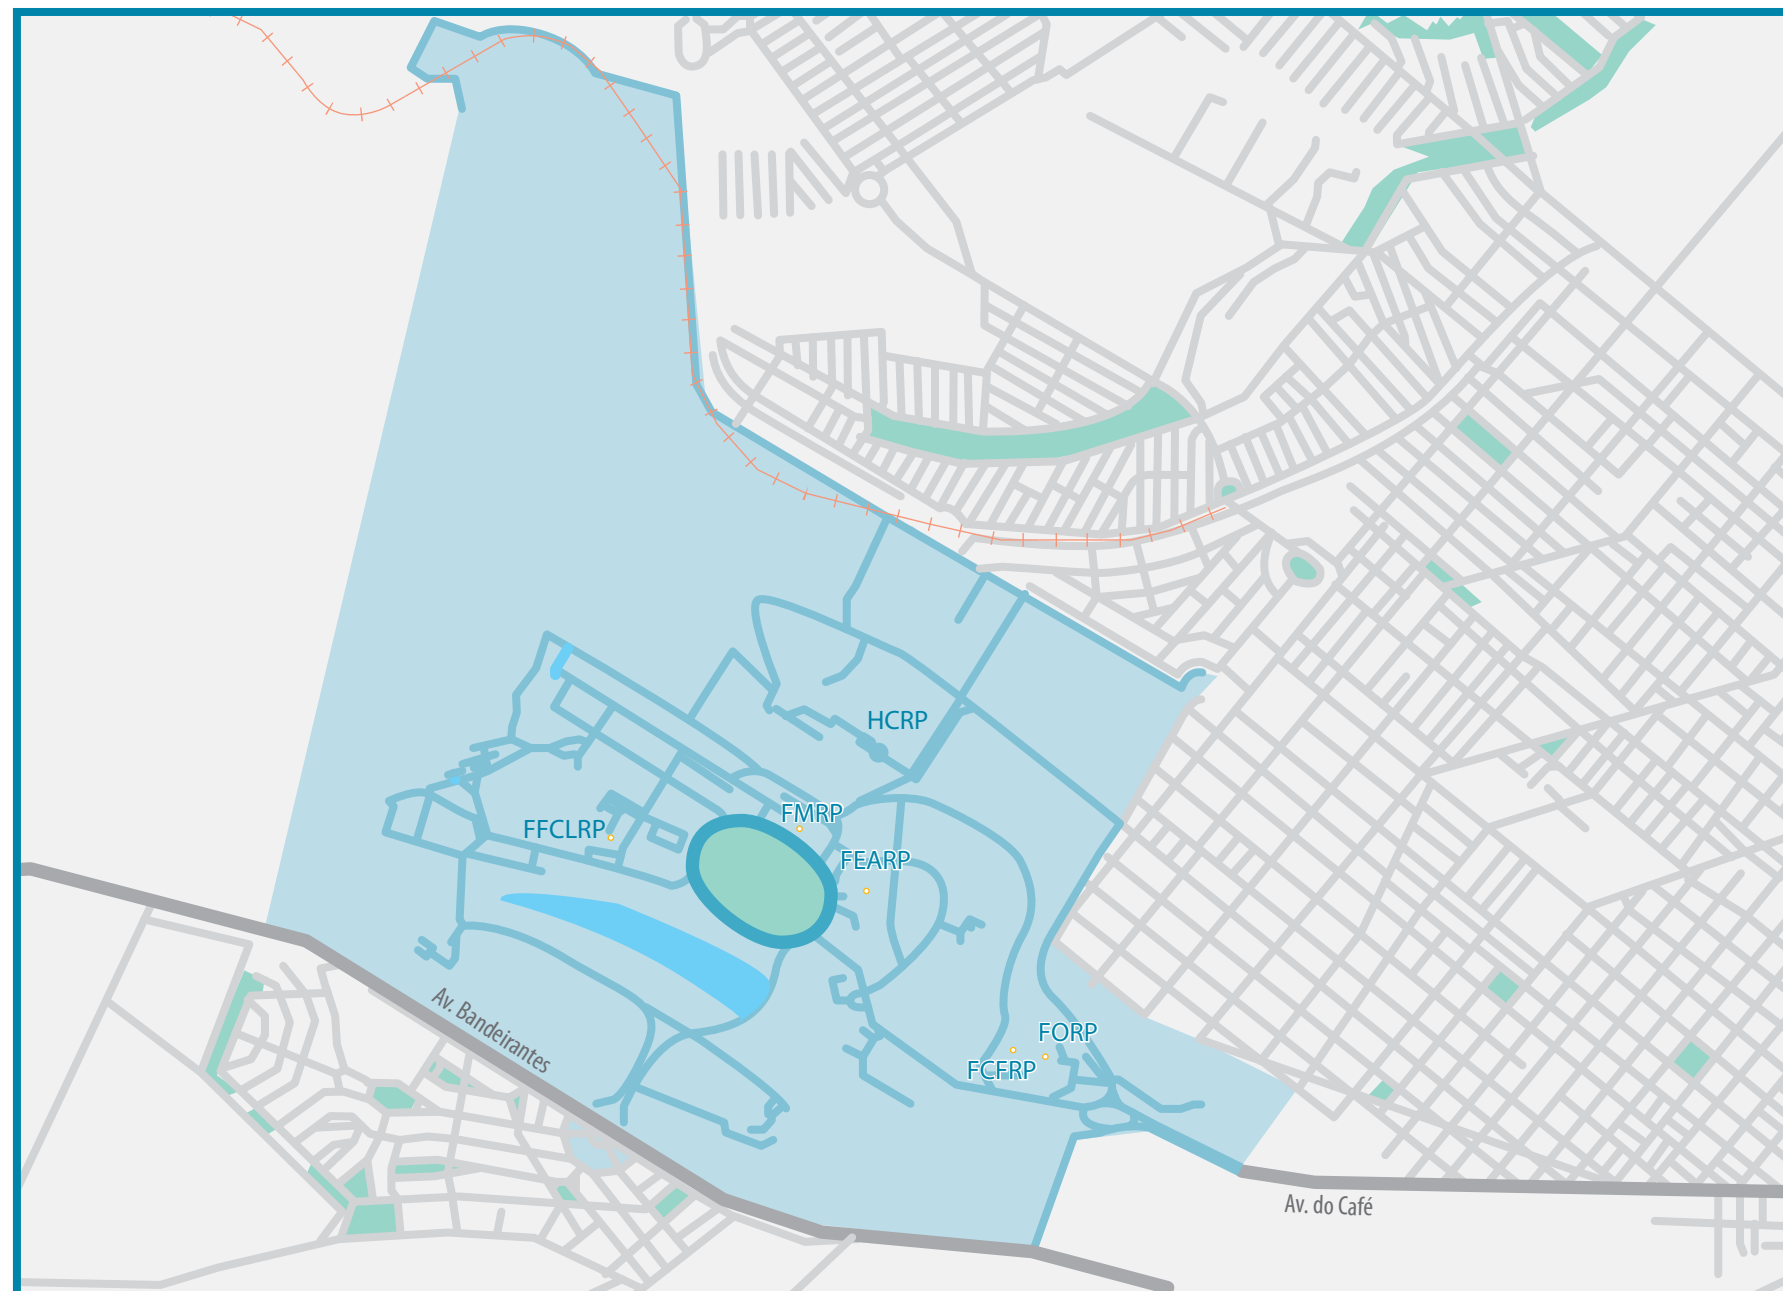 HCRP
FMRP
FFCLRP
FEARP
Av. Bandeirantes
FORP
FCFRP
Av. do Café